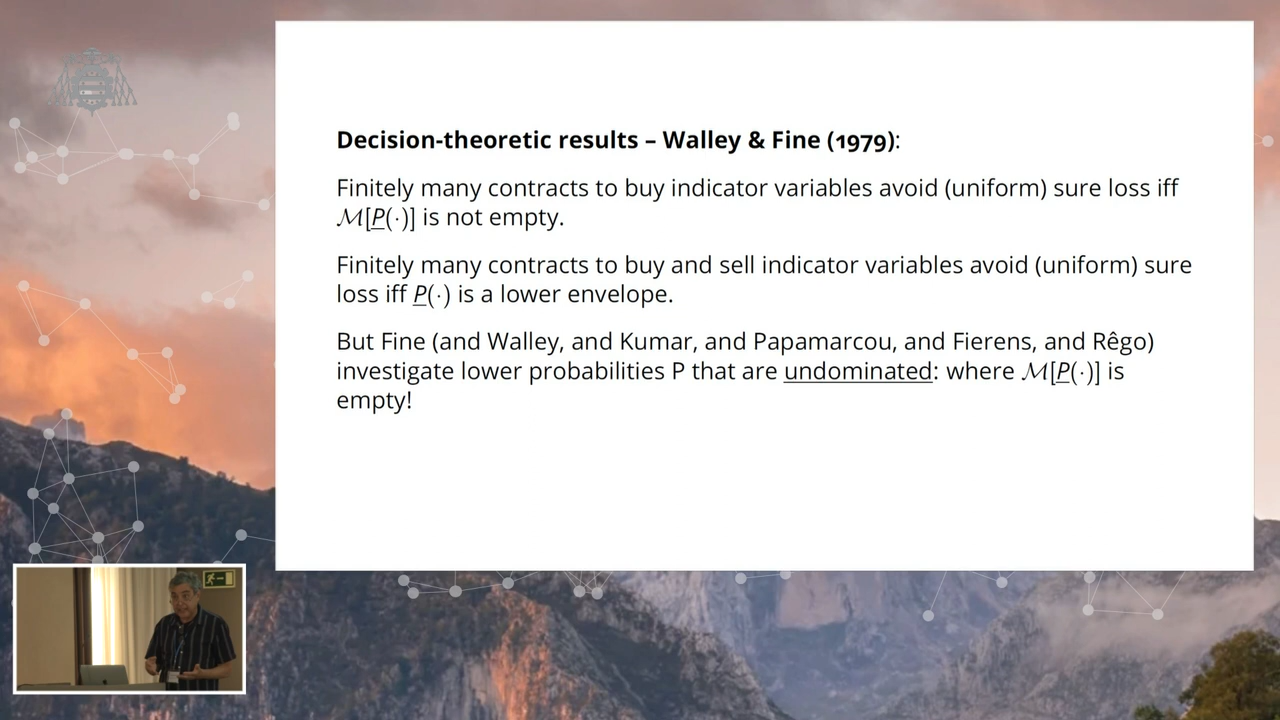 Decision-theoretic results – Walley & Fine (1979):
Finitely many contracts to buy indicator variables avoid (uniform) sure loss iff
ℳ[P̲(·)] is not empty.
Finitely many contracts to buy and sell indicator variables avoid (uniform) sure
loss iff P̲(·) is a lower envelope.
But Fine (and Walley, and Kumar, and Papamarcou, and Fierens, and Rêgo)
investigate lower probabilities P that are undominated: where ℳ[P̲(·)] is
empty!